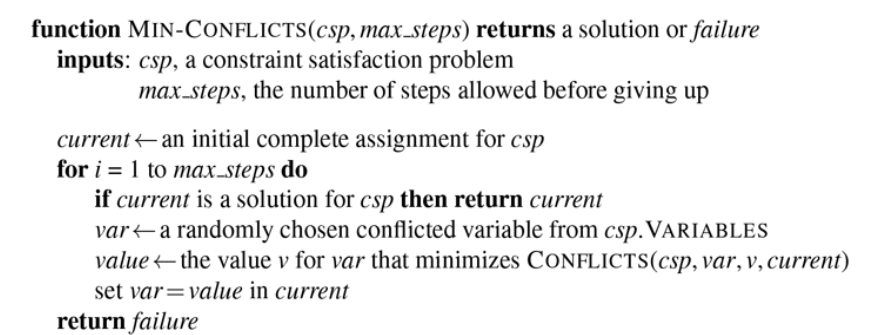 function MIN-CONFLICTS(csp, max_steps) returns a solution or failure
inputs: csp, a constraint satisfaction problem
max_steps, the number of steps allowed before giving up
current ← an initial complete assignment for csp
for i = 1 to max_steps do
if current is a solution for csp then return current
var ← a randomly chosen conflicted variable from csp.VARIABLES
value ← the value v for var that minimizes CONFLICTS(csp, var, v, current)
set var = value in current
return failure